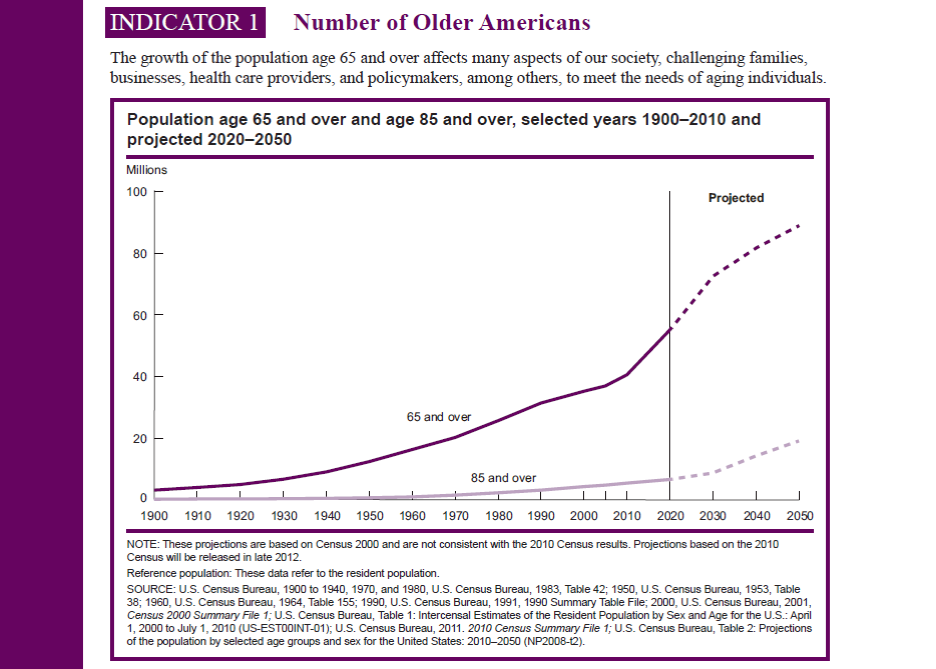 INDICATOR 1 Number of Older Americans
The growth of the population age 65 and over affects many aspects of our society, challenging families,
businesses, health care providers, and policymakers, among others, to meet the needs of aging individuals.
Population age 65 and over and age 85 and over, selected years 1900–2010 and
projected 2020–2050
Millions
100
Projected
80
60
40
65 and over
20
85 and over
0
1900 1910 1920 1930 1940 1950 1960 1970 1980 1990 2000 2010 2020 2030 2040 2050
NOTE: These projections are based on Census 2000 and are not consistent with the 2010 Census results. Projections based on the 2010
Census will be released in late 2012.
Reference population: These data refer to the resident population.
SOURCE: U.S. Census Bureau, 1900 to 1940, 1970, and 1980, U.S. Census Bureau, 1983, Table 42; 1950, U.S. Census Bureau, 1953, Table
38; 1960, U.S. Census Bureau, 1964, Table 155; 1990, U.S. Census Bureau, 1991, 1990 Summary Table File; 2000, U.S. Census Bureau, 2001,
Census 2000 Summary File 1; U.S. Census Bureau, Table 1: Intercensal Estimates of the Resident Population by Sex and Age for the U.S.: April
1, 2000 to July 1, 2010 (US-EST00INT-01); U.S. Census Bureau, 2011. 2010 Census Summary File 1; U.S. Census Bureau, Table 2: Projections
of the population by selected age groups and sex for the United States: 2010–2050 (NP2008-t2).